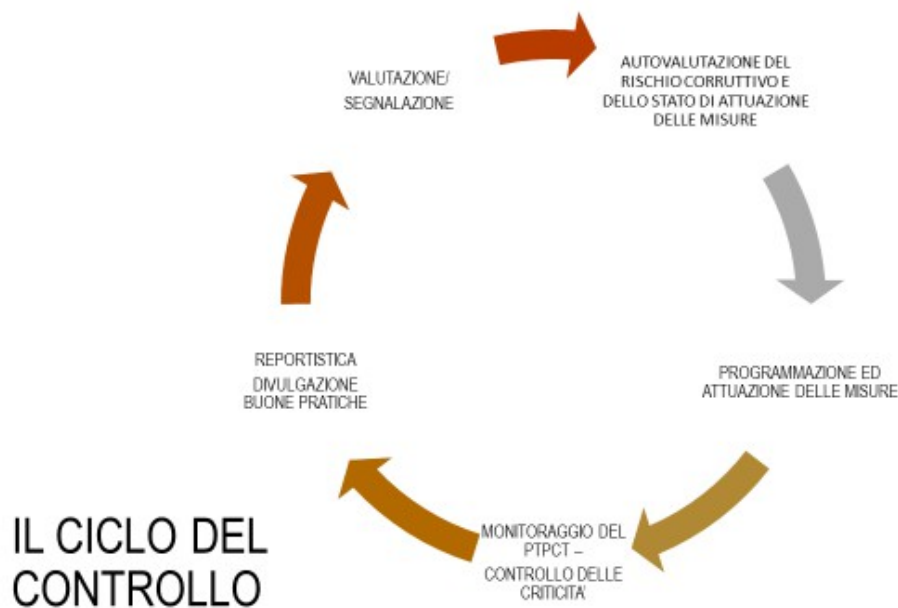 VALUTAZIONE/
SEGNALAZIONE
AUTOVALUTAZIONE DEL
RISCHIO CORRUTTIVO E
DELLO STATO DI ATTUAZIONE
DELLE MISURE
PROGRAMMAZIONE ED
ATTUAZIONE DELLE MISURE
MONITORAGGIO DEL
PTPCT –
CONTROLLO DELLE
CRITICITA'
REPORTISTICA
DIVULGAZIONE
BUONE PRATICHE
IL CICLO DEL
CONTROLLO